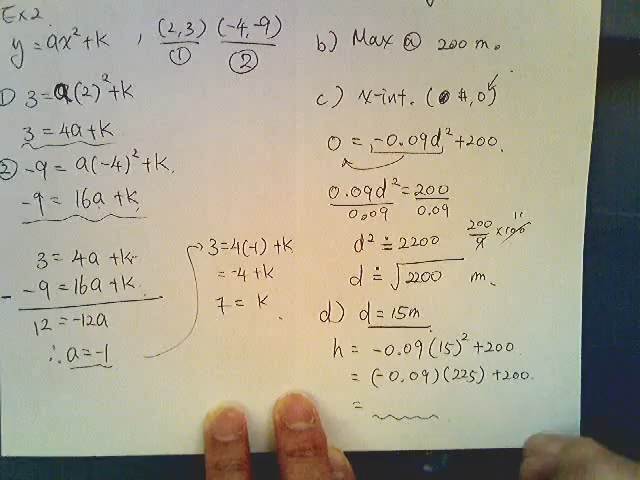 Ex2.
y = ax² + k , (2,3) (-4,-9)
① ②
① 3 = a(2)² + k
3 = 4a + k
② -9 = a(-4)² + k.
-9 = 16a + k
3 = 4a + k
- -9 = 16a + k.
12 = -12a
∴ a = -1
3 = 4(-1) + k
= -4 + k
7 = k.
b) Max @ 200 m.
c) x-int. (#, 0)
0 = -0.09d² + 200.
0.09d² = 200
0.09 0.09
d² ≐ 2200 200/9 × 100 11
d ≐ √2200 m.
d) d = 15m
h = -0.09(15)² + 200
= (-0.09)(225) + 200.
=